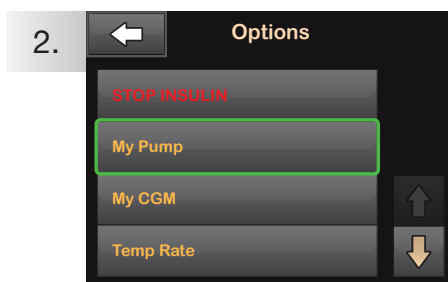 2.
Options
STOP INSULIN
My Pump
My CGM
Temp Rate